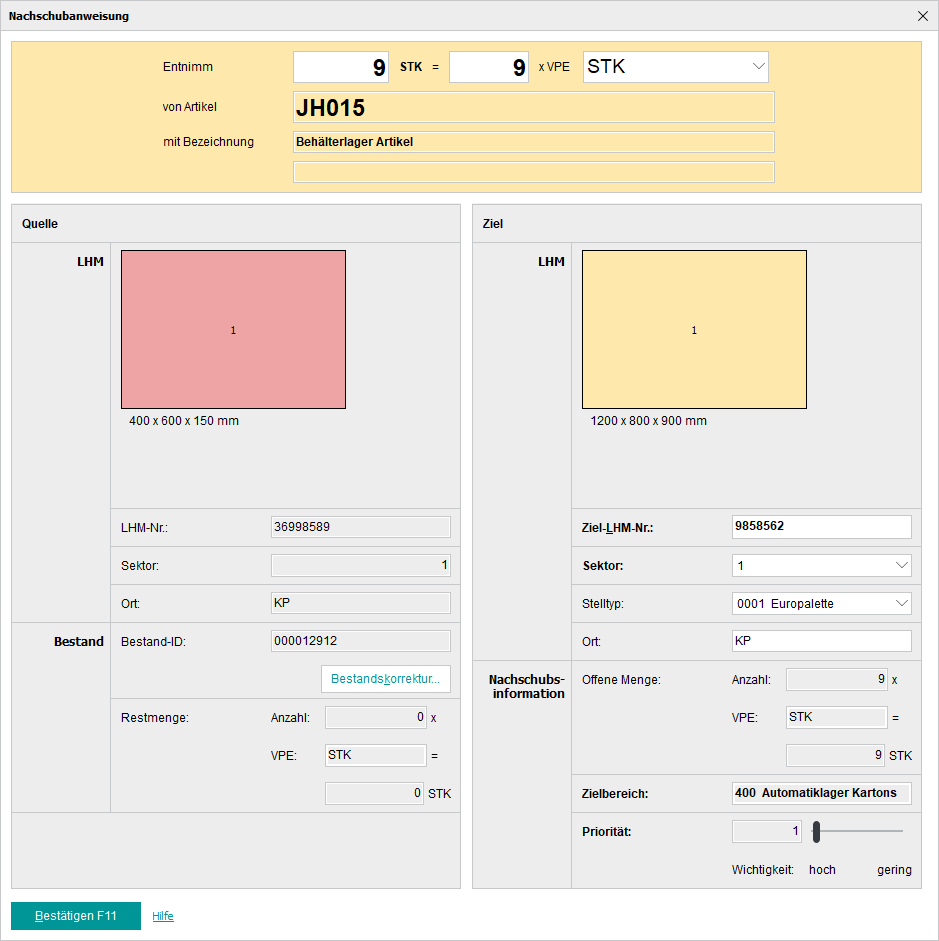 Nachschubanweisung
Entnimm 9 STK = 9 x VPE STK
von Artikel JH015
mit Bezeichnung Behälterlager Artikel
Quelle
LHM
1
400 x 600 x 150 mm
LHM-Nr.: 36998589
Sektor: 1
Ort: KP
Bestand Bestand-ID: 000012912
Bestandskorrektur...
Restmenge: Anzahl: 0 x
VPE: STK =
0 STK
Ziel
LHM
1
1200 x 800 x 900 mm
Ziel-LHM-Nr.: 9858562
Sektor: 1
Stelltyp: 0001 Europalette
Ort: KP
Nachschubs-
information
Offene Menge: Anzahl: 9 x
VPE: STK =
9 STK
Zielbereich: 400 Automatiklager Kartons
Priorität: 1
Wichtigkeit: hoch gering
Bestätigen F11 Hilfe